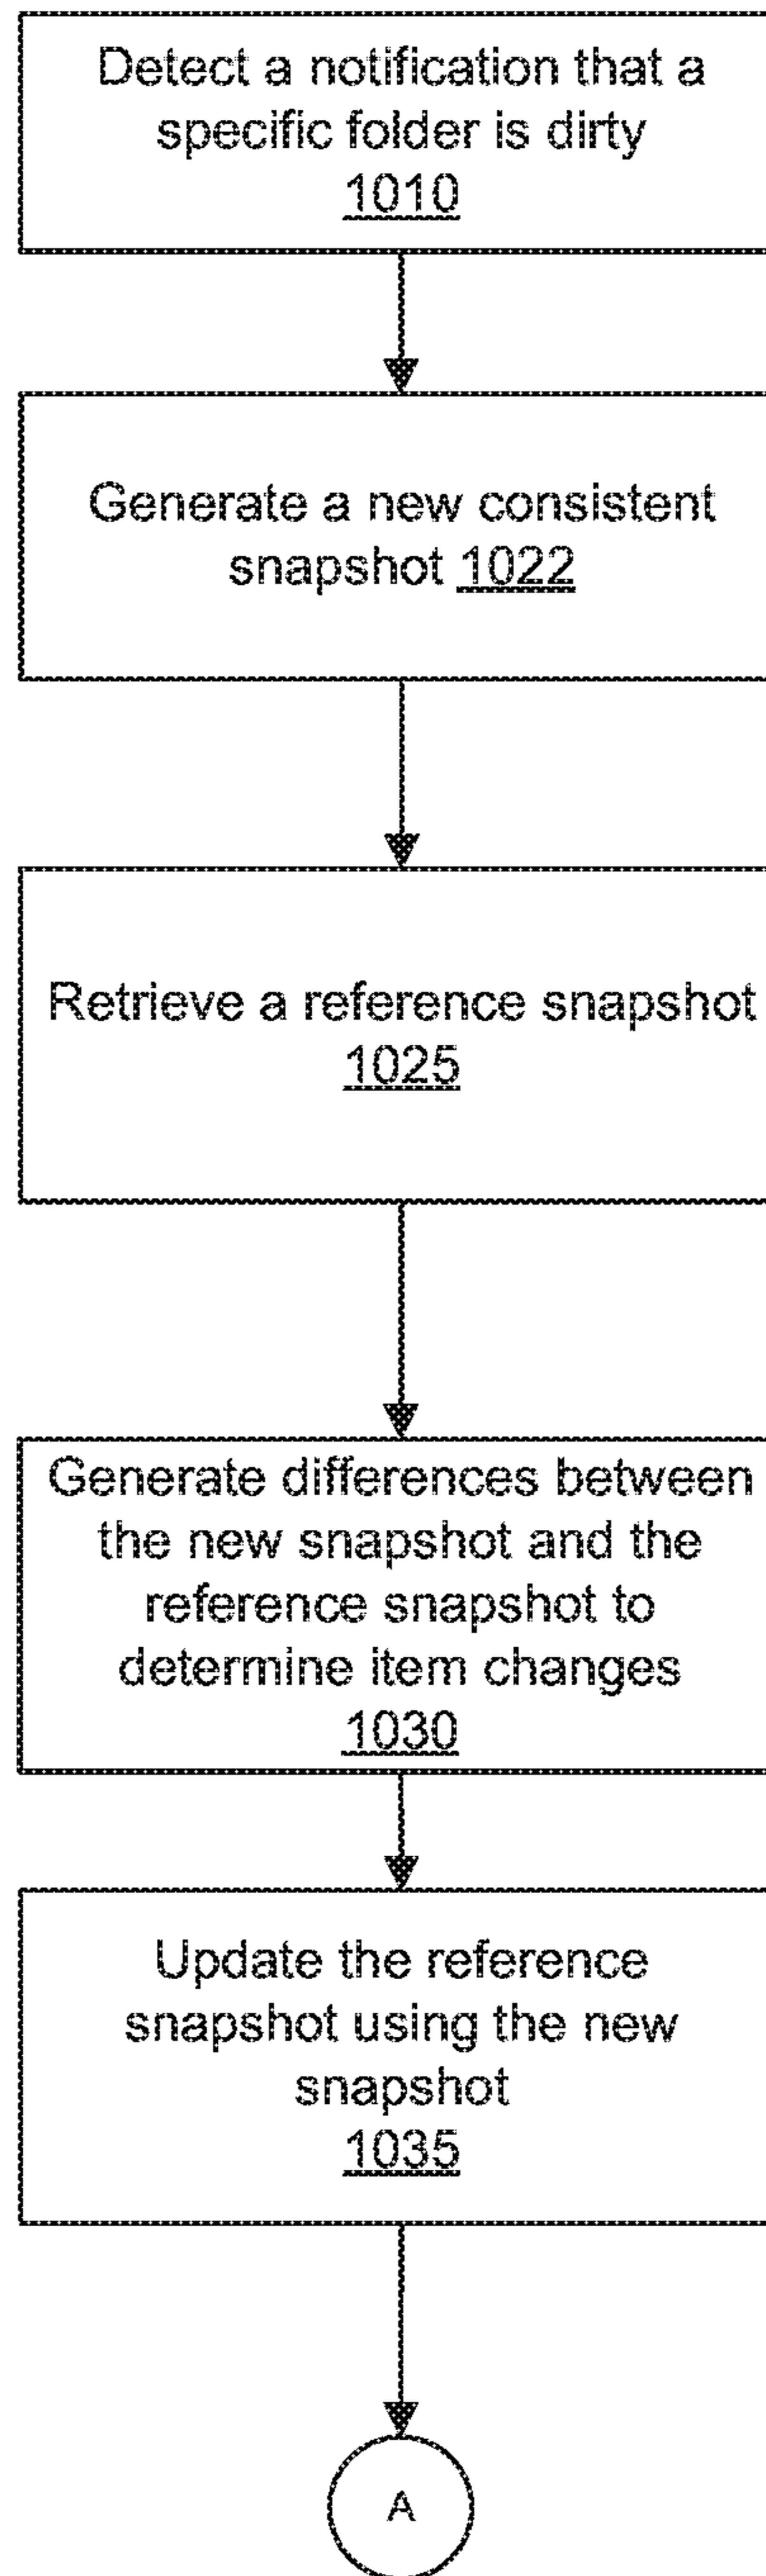 Detect a notification that a
specific folder is dirty
1010
Generate a new consistent
snapshot 1022
Retrieve a reference snapshot
1025
Generate differences between
the new snapshot and the
reference snapshot to
determine item changes
1030
Update the reference
snapshot using the new
snapshot
1035
A